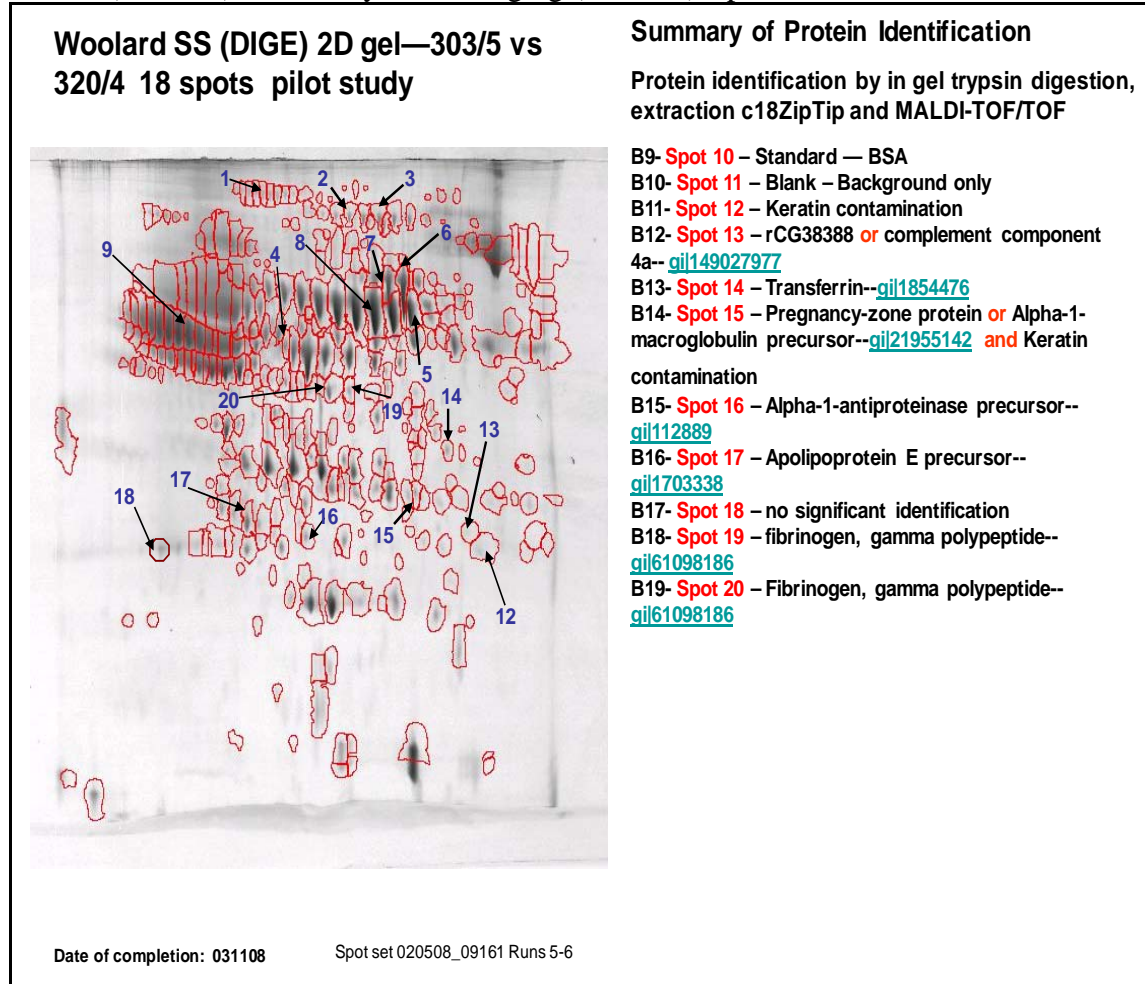 Woolard SS (DIGE) 2D gel—303/5 vs
320/4 18 spots pilot study
1
2
3
6
7
8
4
9
5
20
19
14
13
17
18
16
15
12
Date of completion: 031108
Spot set 020508_09161 Runs 5-6
Summary of Protein Identification
Protein identification by in gel trypsin digestion,
extraction c18ZipTip and MALDI-TOF/TOF
B9- Spot 10 – Standard — BSA
B10- Spot 11 – Blank – Background only
B11- Spot 12 – Keratin contamination
B12- Spot 13 – rCG38388 or complement component
4a-- gi|149027977
B13- Spot 14 – Transferrin--gi|1854476
B14- Spot 15 – Pregnancy-zone protein or Alpha-1-
macroglobulin precursor--gi|21955142 and Keratin
contamination
B15- Spot 16 – Alpha-1-antiproteinase precursor--
gi|112889
B16- Spot 17 – Apolipoprotein E precursor--
gi|1703338
B17- Spot 18 – no significant identification
B18- Spot 19 – fibrinogen, gamma polypeptide--
gi|61098186
B19- Spot 20 – Fibrinogen, gamma polypeptide--
gi|61098186